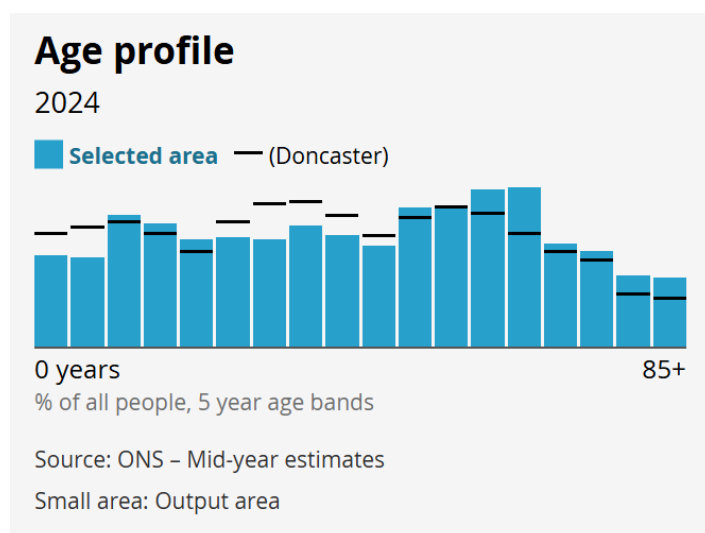 Age profile
2024
Selected area (Doncaster)
0 years 85+
% of all people, 5 year age bands
Source: ONS – Mid-year estimates
Small area: Output area